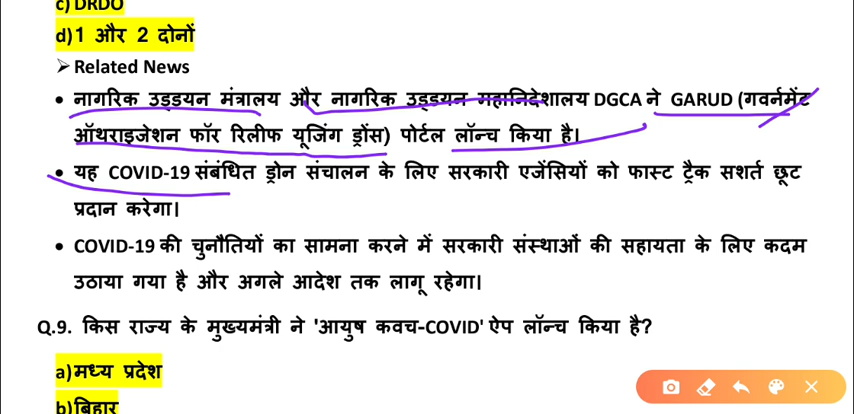 c) DRDO
d)1 और 2 दोनों
➢ Related News
• नागरिक उड्डयन मंत्रालय और नागरिक उड्डयन महानिदेशालय DGCA ने GARUD (गवर्नमेंट
ऑथराइजेशन फॉर रिलीफ यूजिंग ड्रोंस) पोर्टल लॉन्च किया है।
• यह COVID-19 संबंधित ड्रोन संचालन के लिए सरकारी एजेंसियों को फास्ट ट्रैक सशर्त छूट
प्रदान करेगा।
• COVID-19 की चुनौतियों का सामना करने में सरकारी संस्थाओं की सहायता के लिए कदम
उठाया गया है और अगले आदेश तक लागू रहेगा।
Q.9. किस राज्य के मुख्यमंत्री ने 'आयुष कवच-COVID' ऐप लॉन्च किया है?
a)मध्य प्रदेश
b)बिहार